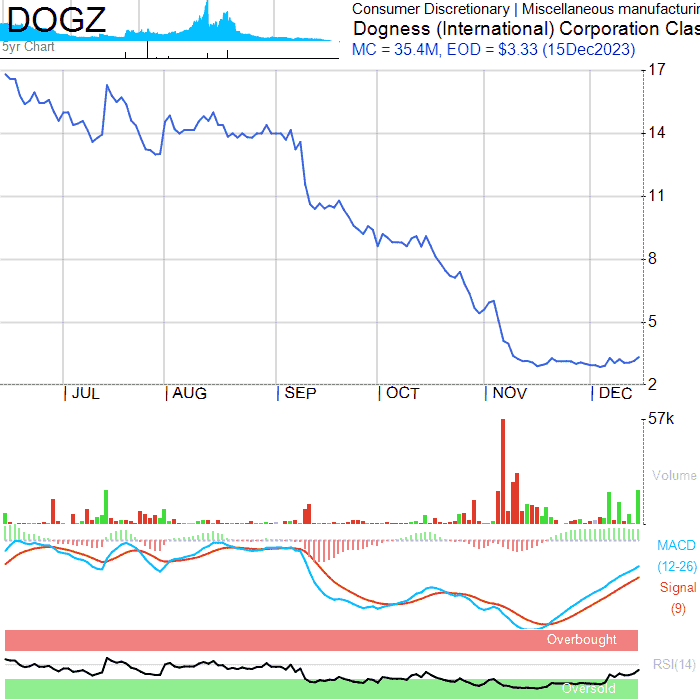 DOGZ
5yr Chart
Consumer Discretionary | Miscellaneous manufacturin
Dogness (International) Corporation Clas
MC = 35.4M, EOD = $3.33 (15Dec2023)
17
14
11
8
5
2
JUL AUG SEP OCT NOV DEC
57k
Volume
MACD
(12-26)
Signal
(9)
Overbought
RSI(14)
Oversold